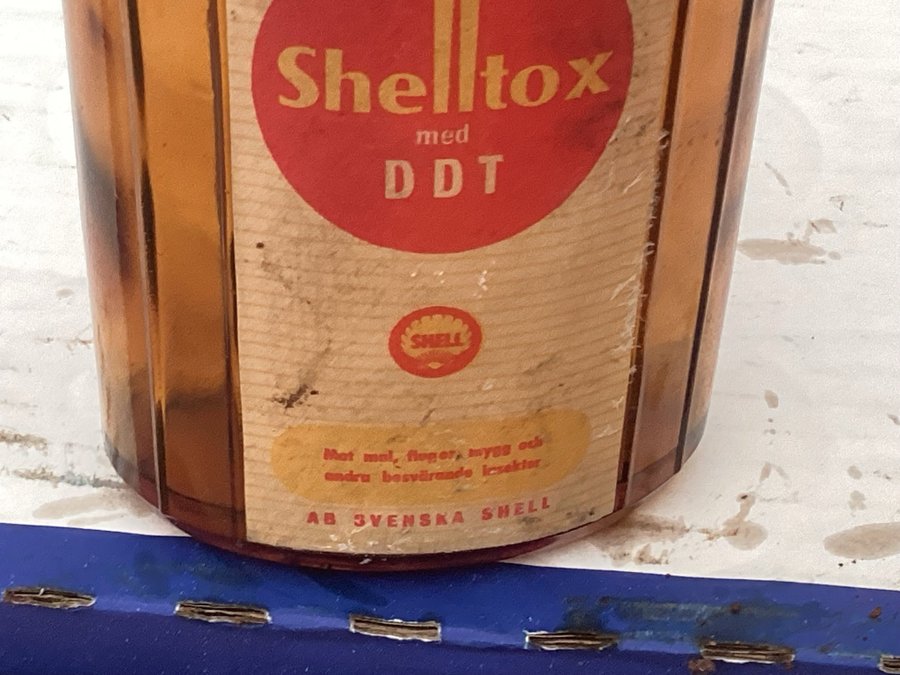 Shelltox
med
DDT
SHELL
Mot mal, flugor, mygg och
andra besvärande insekter
AB SVENSKA SHELL